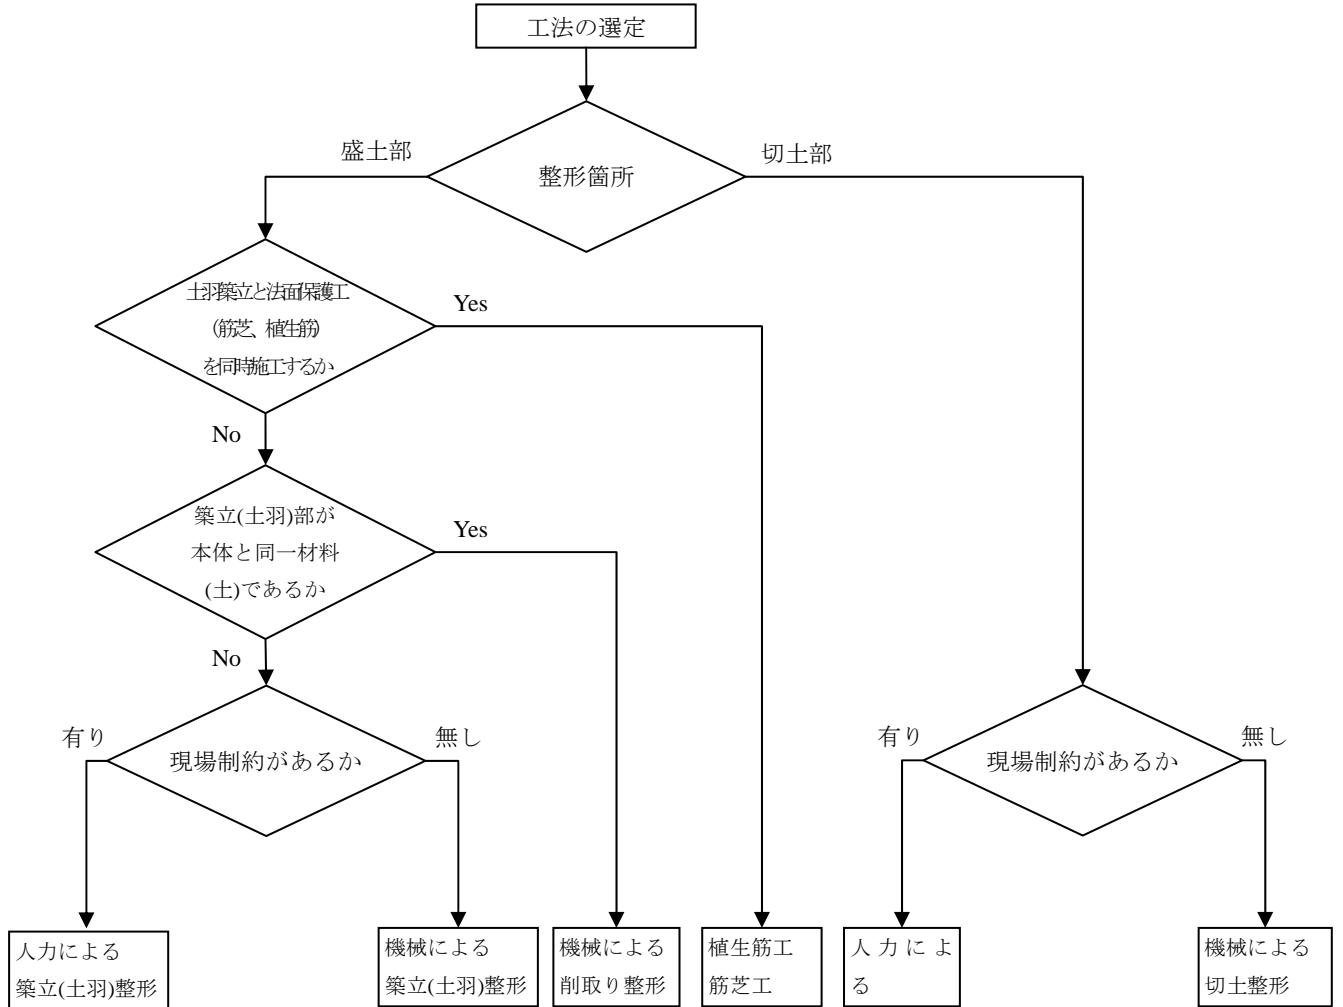 工法の選定
盛土部
切土部
整形箇所
土羽築立と法面保護工
(筋芝、植生筋)
を同時施工するか
Yes
No
築立(土羽)部が
本体と同一材料
(土)であるか
Yes
No
有り
現場制約があるか
無し
有り
現場制約があるか
無し
人力による
築立(土羽)整形
機械による
築立(土羽)整形
機械による
削取り整形
植生筋工
筋芝工
人力によ
る
機械による
切土整形